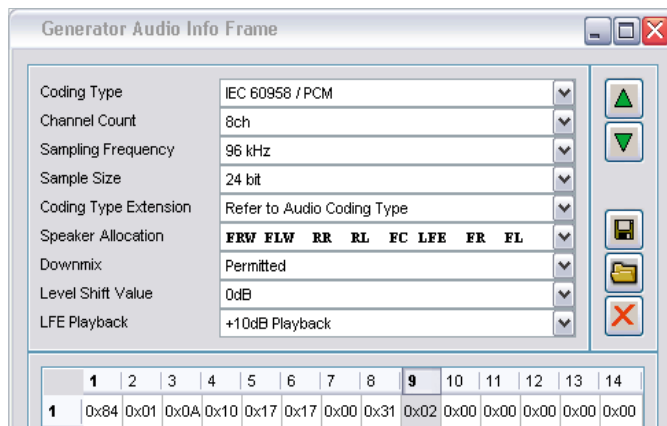 Generator Audio Info Frame
Coding Type IEC 60958 / PCM
Channel Count 8ch
Sampling Frequency 96 kHz
Sample Size 24 bit
Coding Type Extension Refer to Audio Coding Type
Speaker Allocation FRW FLW RR RL FC LFE FR FL
Downmix Permitted
Level Shift Value 0dB
LFE Playback +10dB Playback
1 2 3 4 5 6 7 8 9 10 11 12 13 14
1 0x84 0x01 0x0A 0x10 0x17 0x17 0x00 0x31 0x02 0x00 0x00 0x00 0x00 0x00